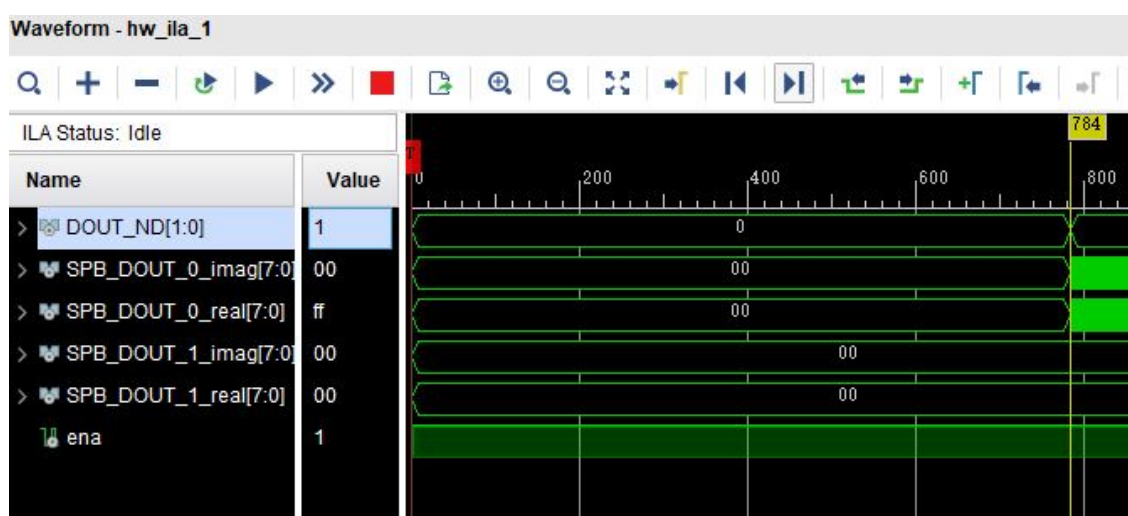 Waveform - hw_ila_1
ILA Status: Idle
784
Name Value
T
0 200 400 600 800
DOUT_ND[1:0] 1 0
SPB_DOUT_0_imag[7:0] 00 00
SPB_DOUT_0_real[7:0] ff 00
SPB_DOUT_1_imag[7:0] 00 00
SPB_DOUT_1_real[7:0] 00 00
ena 1